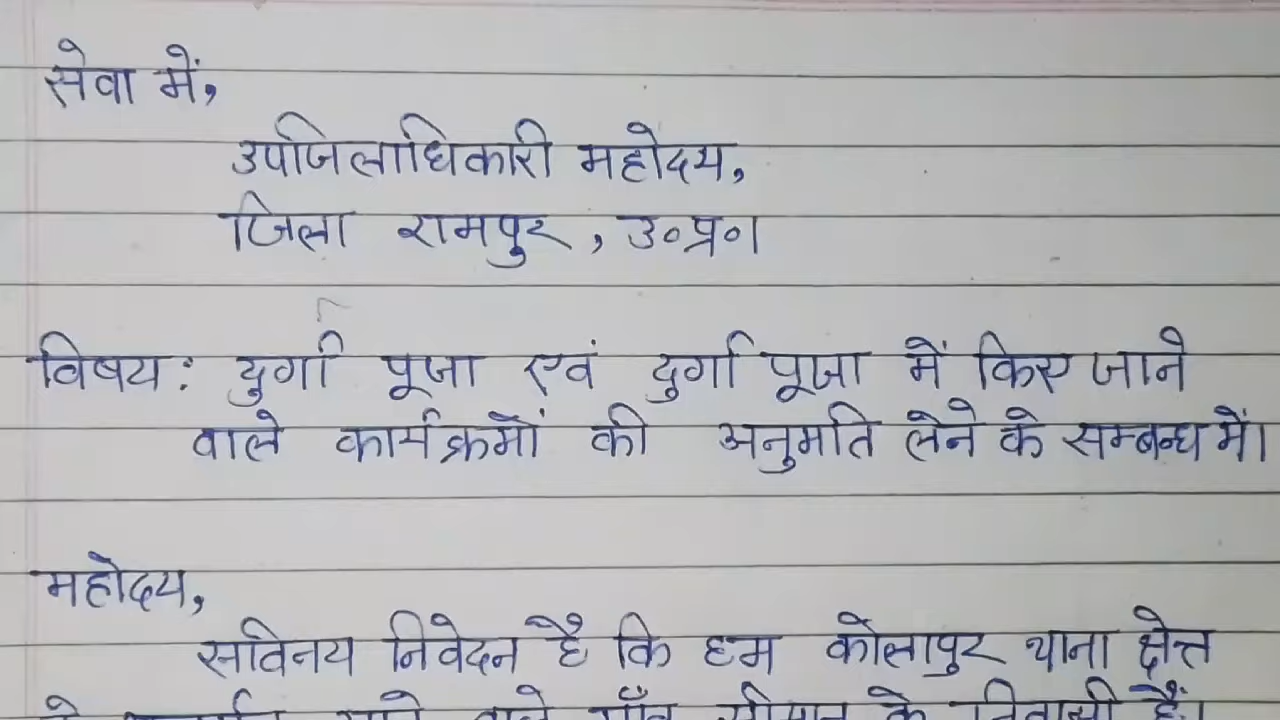 सेवा में,
उपजिलाधिकारी महोदय,
जिला रामपुर, उ०प्र०।
विषय: दुर्गा पूजा एवं दुर्गा पूजा में किए जाने
वाले कार्यक्रमों की अनुमति लेने के सम्बन्ध में।
महोदय,
सविनय निवेदन है कि हम कोलापुर थाना क्षेत्र
वाले गाँव के निवासी हैं।